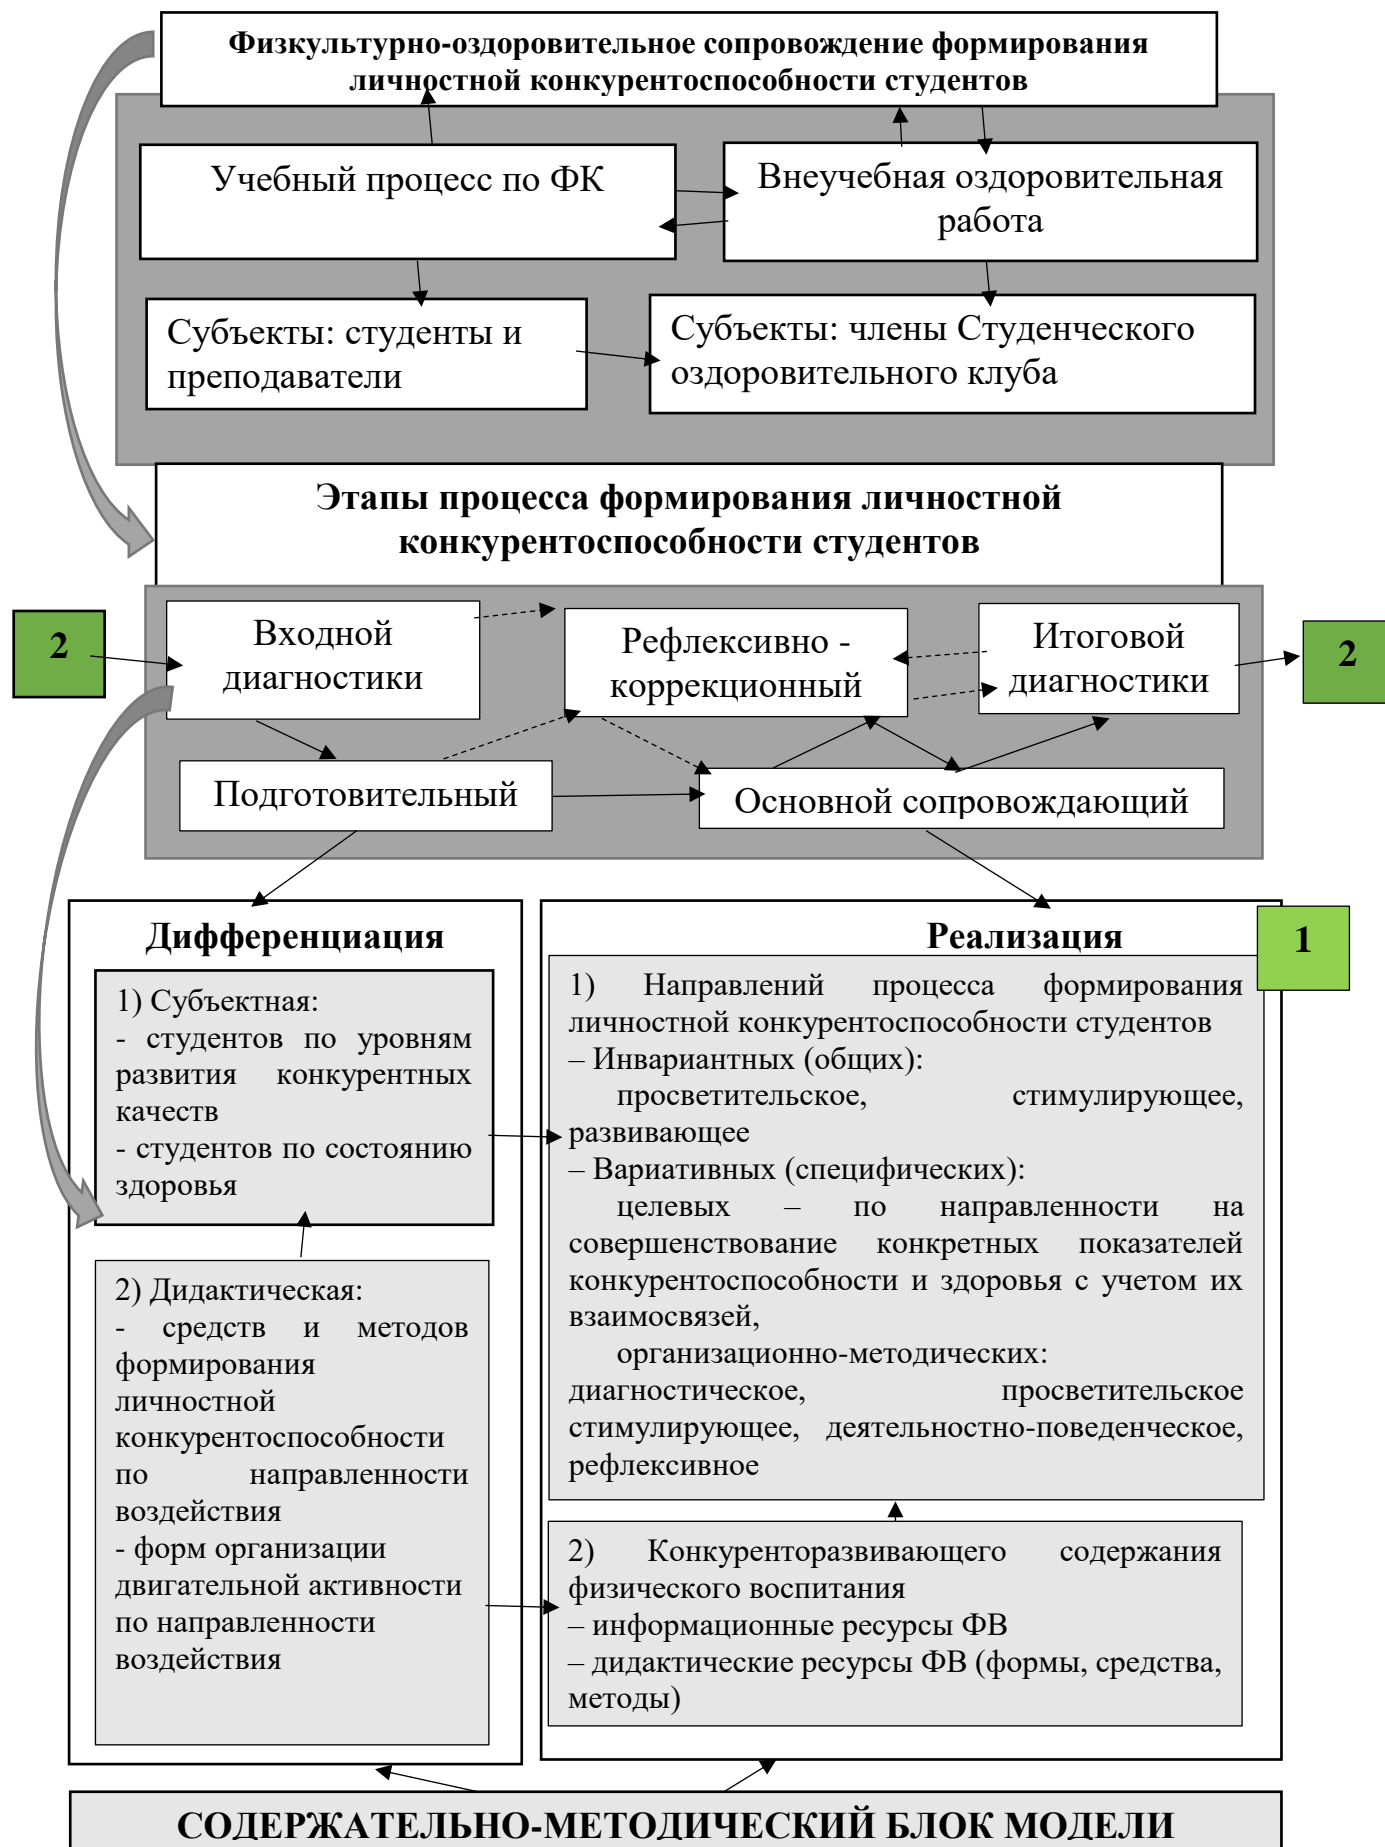 Физкультурно-оздоровительное сопровождение формирования
личностной конкурентоспособности студентов
Учебный процесс по ФК
Внеучебная оздоровительная
работа
Субъекты: студенты и
преподаватели
Субъекты: члены Студенческого
оздоровительного клуба
Этапы процесса формирования личностной
конкурентоспособности студентов
2
Входной
диагностики
Рефлексивно -
коррекционный
Итоговой
диагностики
2
Подготовительный
Основной сопровождающий
Дифференциация
1) Субъектная:
- студентов по уровням
развития конкурентных
качеств
- студентов по состоянию
здоровья
2) Дидактическая:
- средств и методов
формирования
личностной
конкурентоспособности
по направленности
воздействия
- форм организации
двигательной активности
по направленности
воздействия
Реализация
1
1) Направлений процесса формирования
личностной конкурентоспособности студентов
– Инвариантных (общих):
просветительское, стимулирующее,
развивающее
– Вариативных (специфических):
целевых – по направленности на
совершенствование конкретных показателей
конкурентоспособности и здоровья с учетом их
взаимосвязей,
организационно-методических:
диагностическое, просветительское
стимулирующее, деятельностно-поведенческое,
рефлексивное
2) Конкуренторазвивающего содержания
физического воспитания
– информационные ресурсы ФВ
– дидактические ресурсы ФВ (формы, средства,
методы)
СОДЕРЖАТЕЛЬНО-МЕТОДИЧЕСКИЙ БЛОК МОДЕЛИ